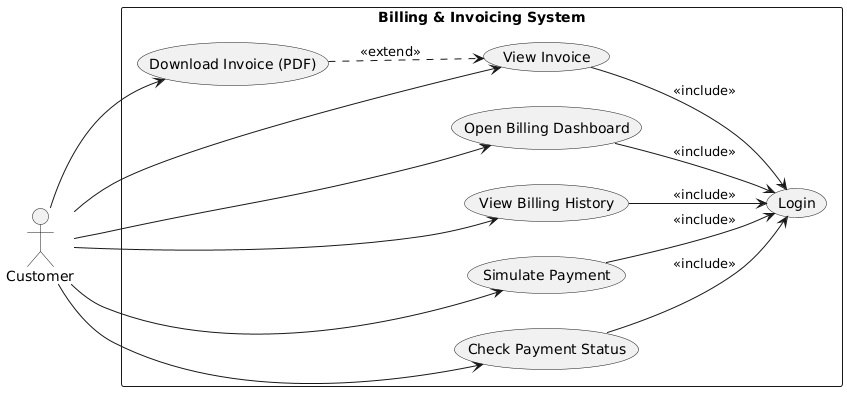 Billing & Invoicing System
Download Invoice (PDF)
«extend»
View Invoice
«include»
Open Billing Dashboard
«include»
View Billing History
«include»
Login
«include»
Customer
Simulate Payment
«include»
Check Payment Status